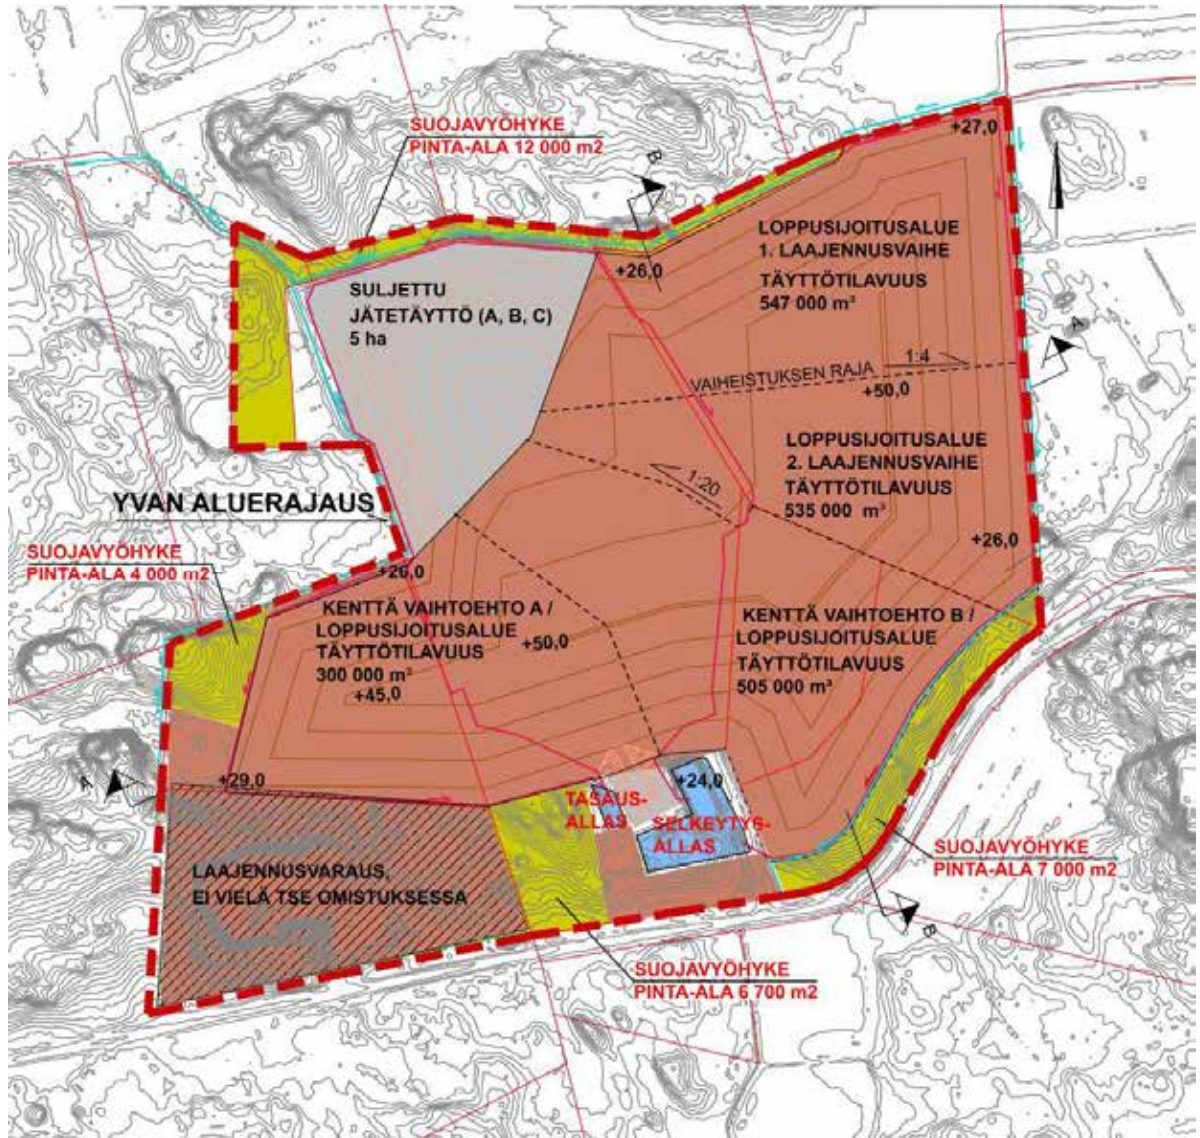 SUOJAVYÖHYKE
PINTA-ALA 12 000 m2
+27,0
B
LOPPUSIJOITUSALUE
1. LAAJENNUSVAIHE
TÄYTTÖTILAVUUS
547 000 m³
+26,0
SULJETTU
JÄTETÄYTTÖ (A, B, C)
5 ha
A
1:4
VAIHEISTUKSEN RAJA
+50,0
LOPPUSIJOITUSALUE
2. LAAJENNUSVAIHE
TÄYTTÖTILAVUUS
535 000 m³
1:20
YVAN ALUERAJAUS
+26,0
SUOJAVYÖHYKE
PINTA-ALA 4 000 m2
+26,0
KENTTÄ VAIHTOEHTO A /
LOPPUSIJOITUSALUE
TÄYTTÖTILAVUUS
300 000 m³
+50,0
+45,0
KENTTÄ VAIHTOEHTO B /
LOPPUSIJOITUSALUE
TÄYTTÖTILAVUUS
505 000 m³
A
+29,0
+24,0
TASAUS-
ALLAS
SELKEYTYS-
ALLAS
LAAJENNUSVARAUS,
EI VIELÄ TSE OMISTUKSESSA
SUOJAVYÖHYKE
PINTA-ALA 7 000 m2
B
SUOJAVYÖHYKE
PINTA-ALA 6 700 m2